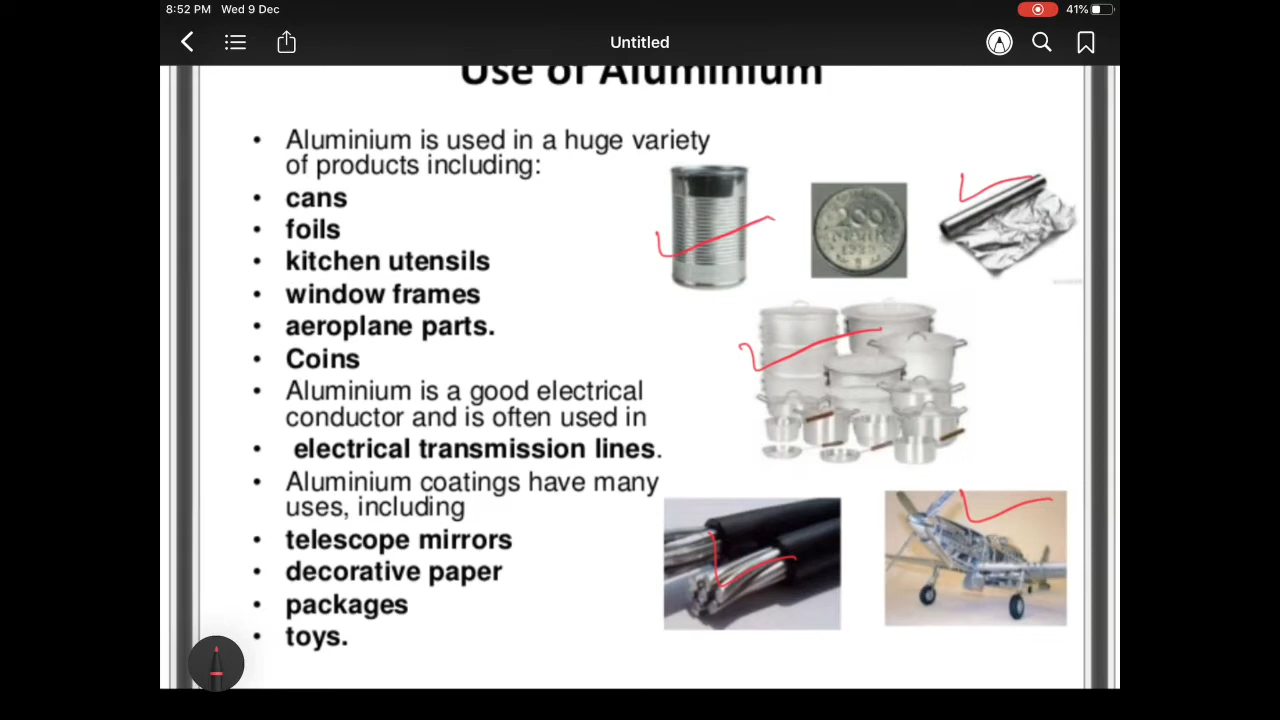 8:52 PM Wed 9 Dec
41%
Untitled
Use of Aluminium
• Aluminium is used in a huge variety
of products including:
• cans
• foils
• kitchen utensils
• window frames
• aeroplane parts.
• Coins
• Aluminium is a good electrical
conductor and is often used in
• electrical transmission lines.
• Aluminium coatings have many
uses, including
• telescope mirrors
• decorative paper
• packages
• toys.
200